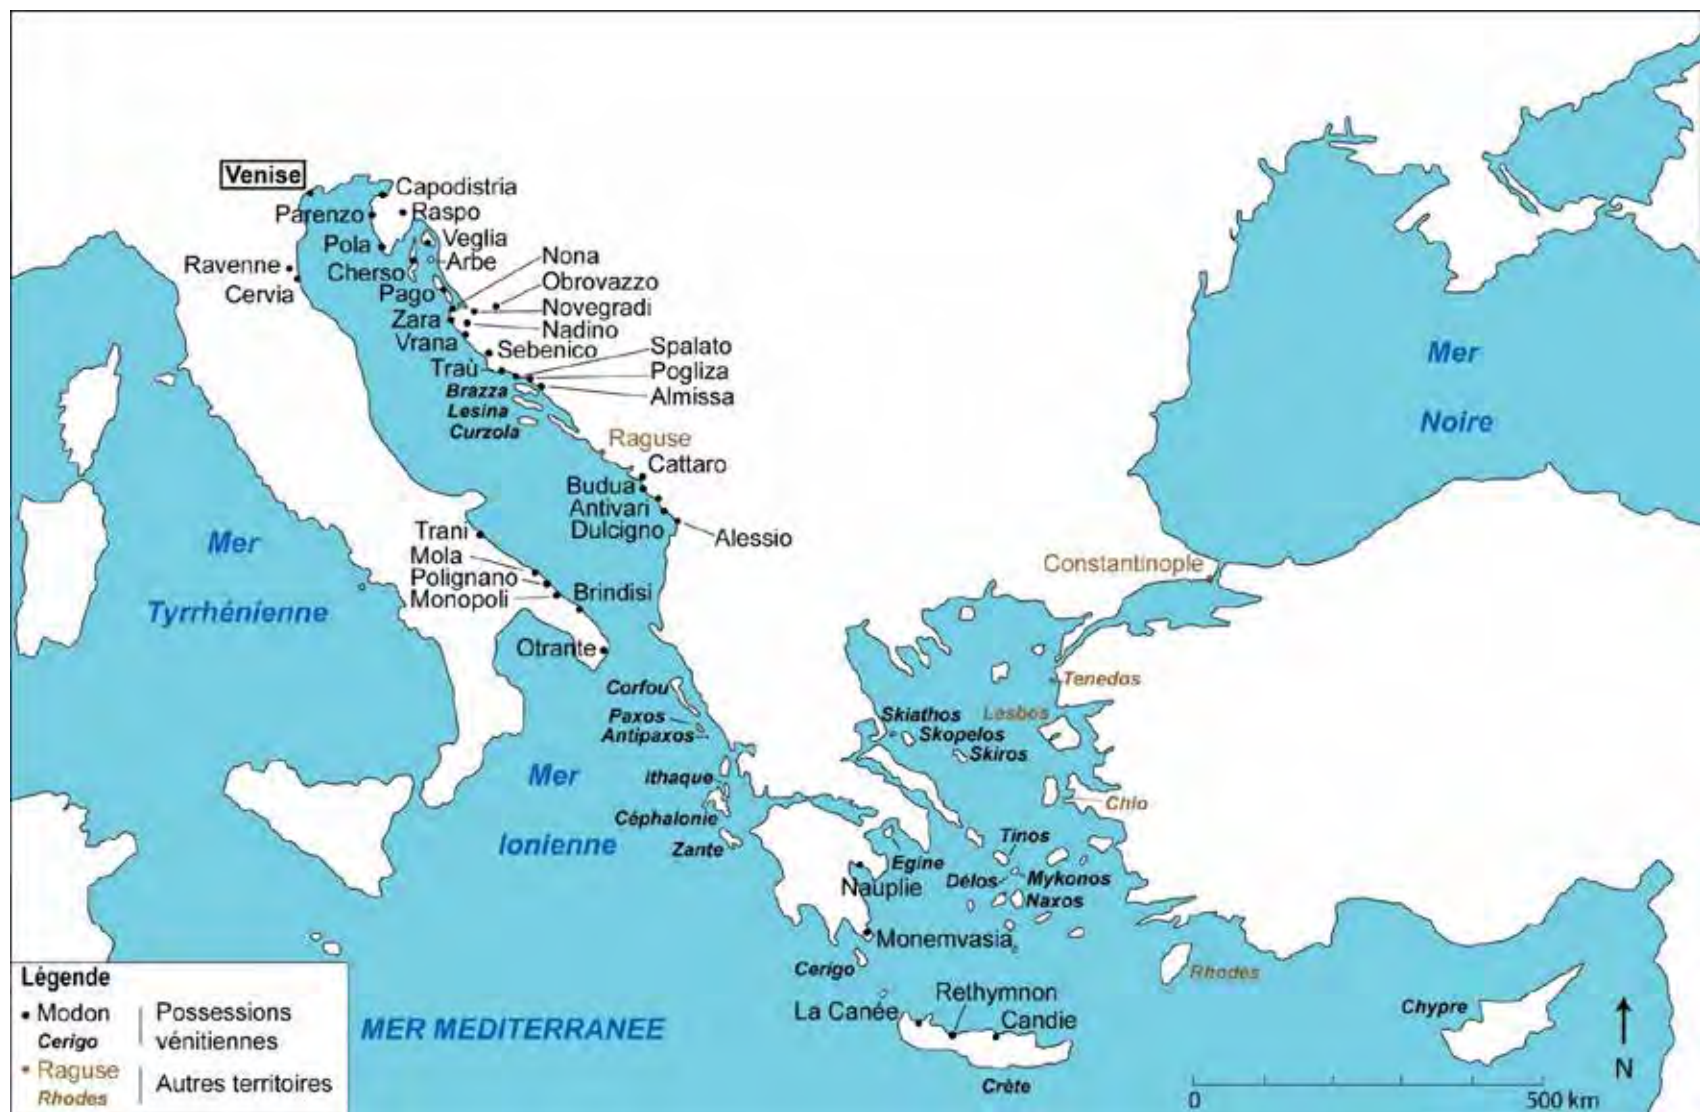 Venise
Capodistria
Parenzo
Raspo
Pola
Veglia
Cherso
Arbe
Nona
Ravenne
Cervia
Pago
Obrovazzo
Novegradi
Zara
Nadino
Vrana
Sebenico
Spalato
Traù
Pogliza
Brazza
Almissa
Lesina
Curzola
Raguse
Cattaro
Budua
Antivari
Dulcigno
Alessio
Mer
Noire
Mer
Tyrrhénienne
Trani
Mola
Polignano
Monopoli
Brindisi
Otrante
Constantinople
Corfou
Paxos
Antipaxos
Tenedos
Lesbos
Skiathos
Skopelos
Skiros
Mer
Ionienne
Ithaque
Céphalonie
Zante
Chio
Tinos
Egine
Nauplie
Délos
Mykonos
Naxos
Monemvasia
Cerigo
Rhodes
Rethymnon
La Canée
Candie
Crète
Chypre
MER MEDITERRANEE
Légende
Modon
Cerigo
Possessions
vénitiennes
Raguse
Rhodes
Autres territoires
N
0 500 km